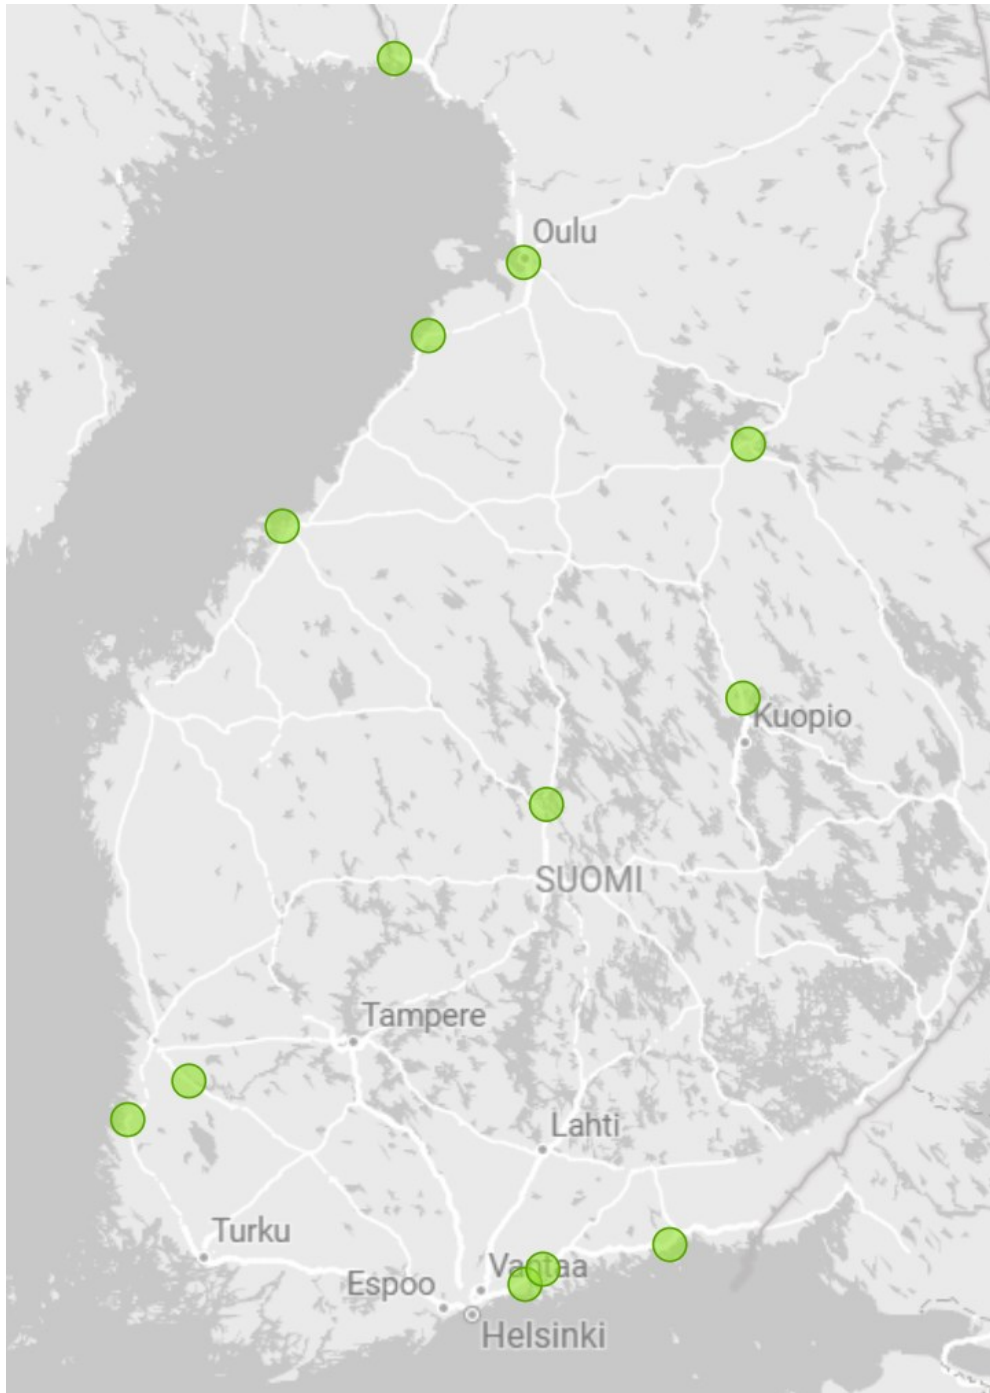 Oulu
Kuopio
SUOMI
Tampere
Lahti
Turku
Vantaa
Espoo
Helsinki